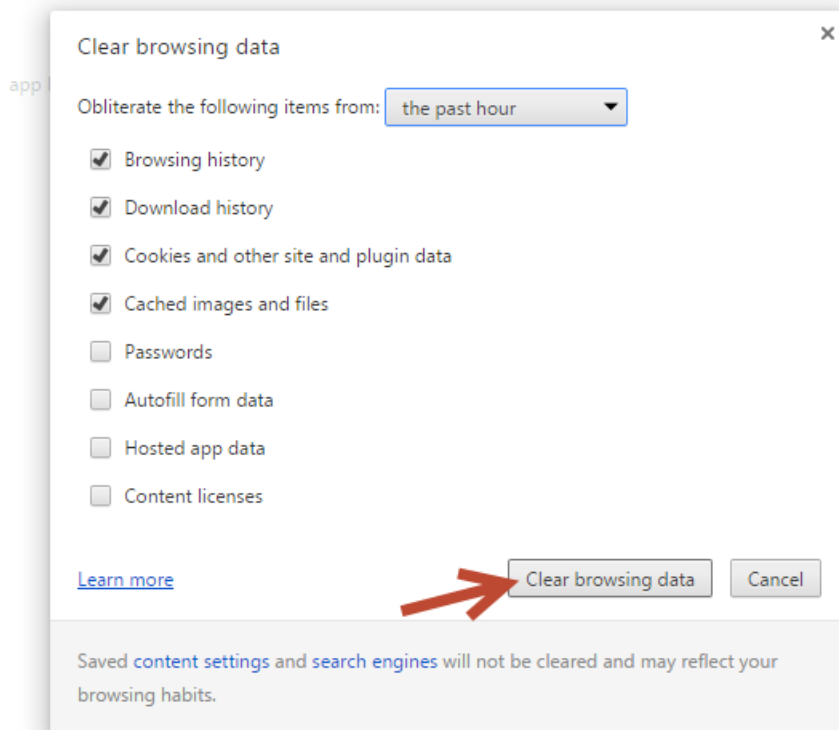 Clear browsing data
×
app
Obliterate the following items from: the past hour
Browsing history
Download history
Cookies and other site and plugin data
Cached images and files
Passwords
Autofill form data
Hosted app data
Content licenses
Learn more Clear browsing data Cancel
Saved content settings and search engines will not be cleared and may reflect your
browsing habits.